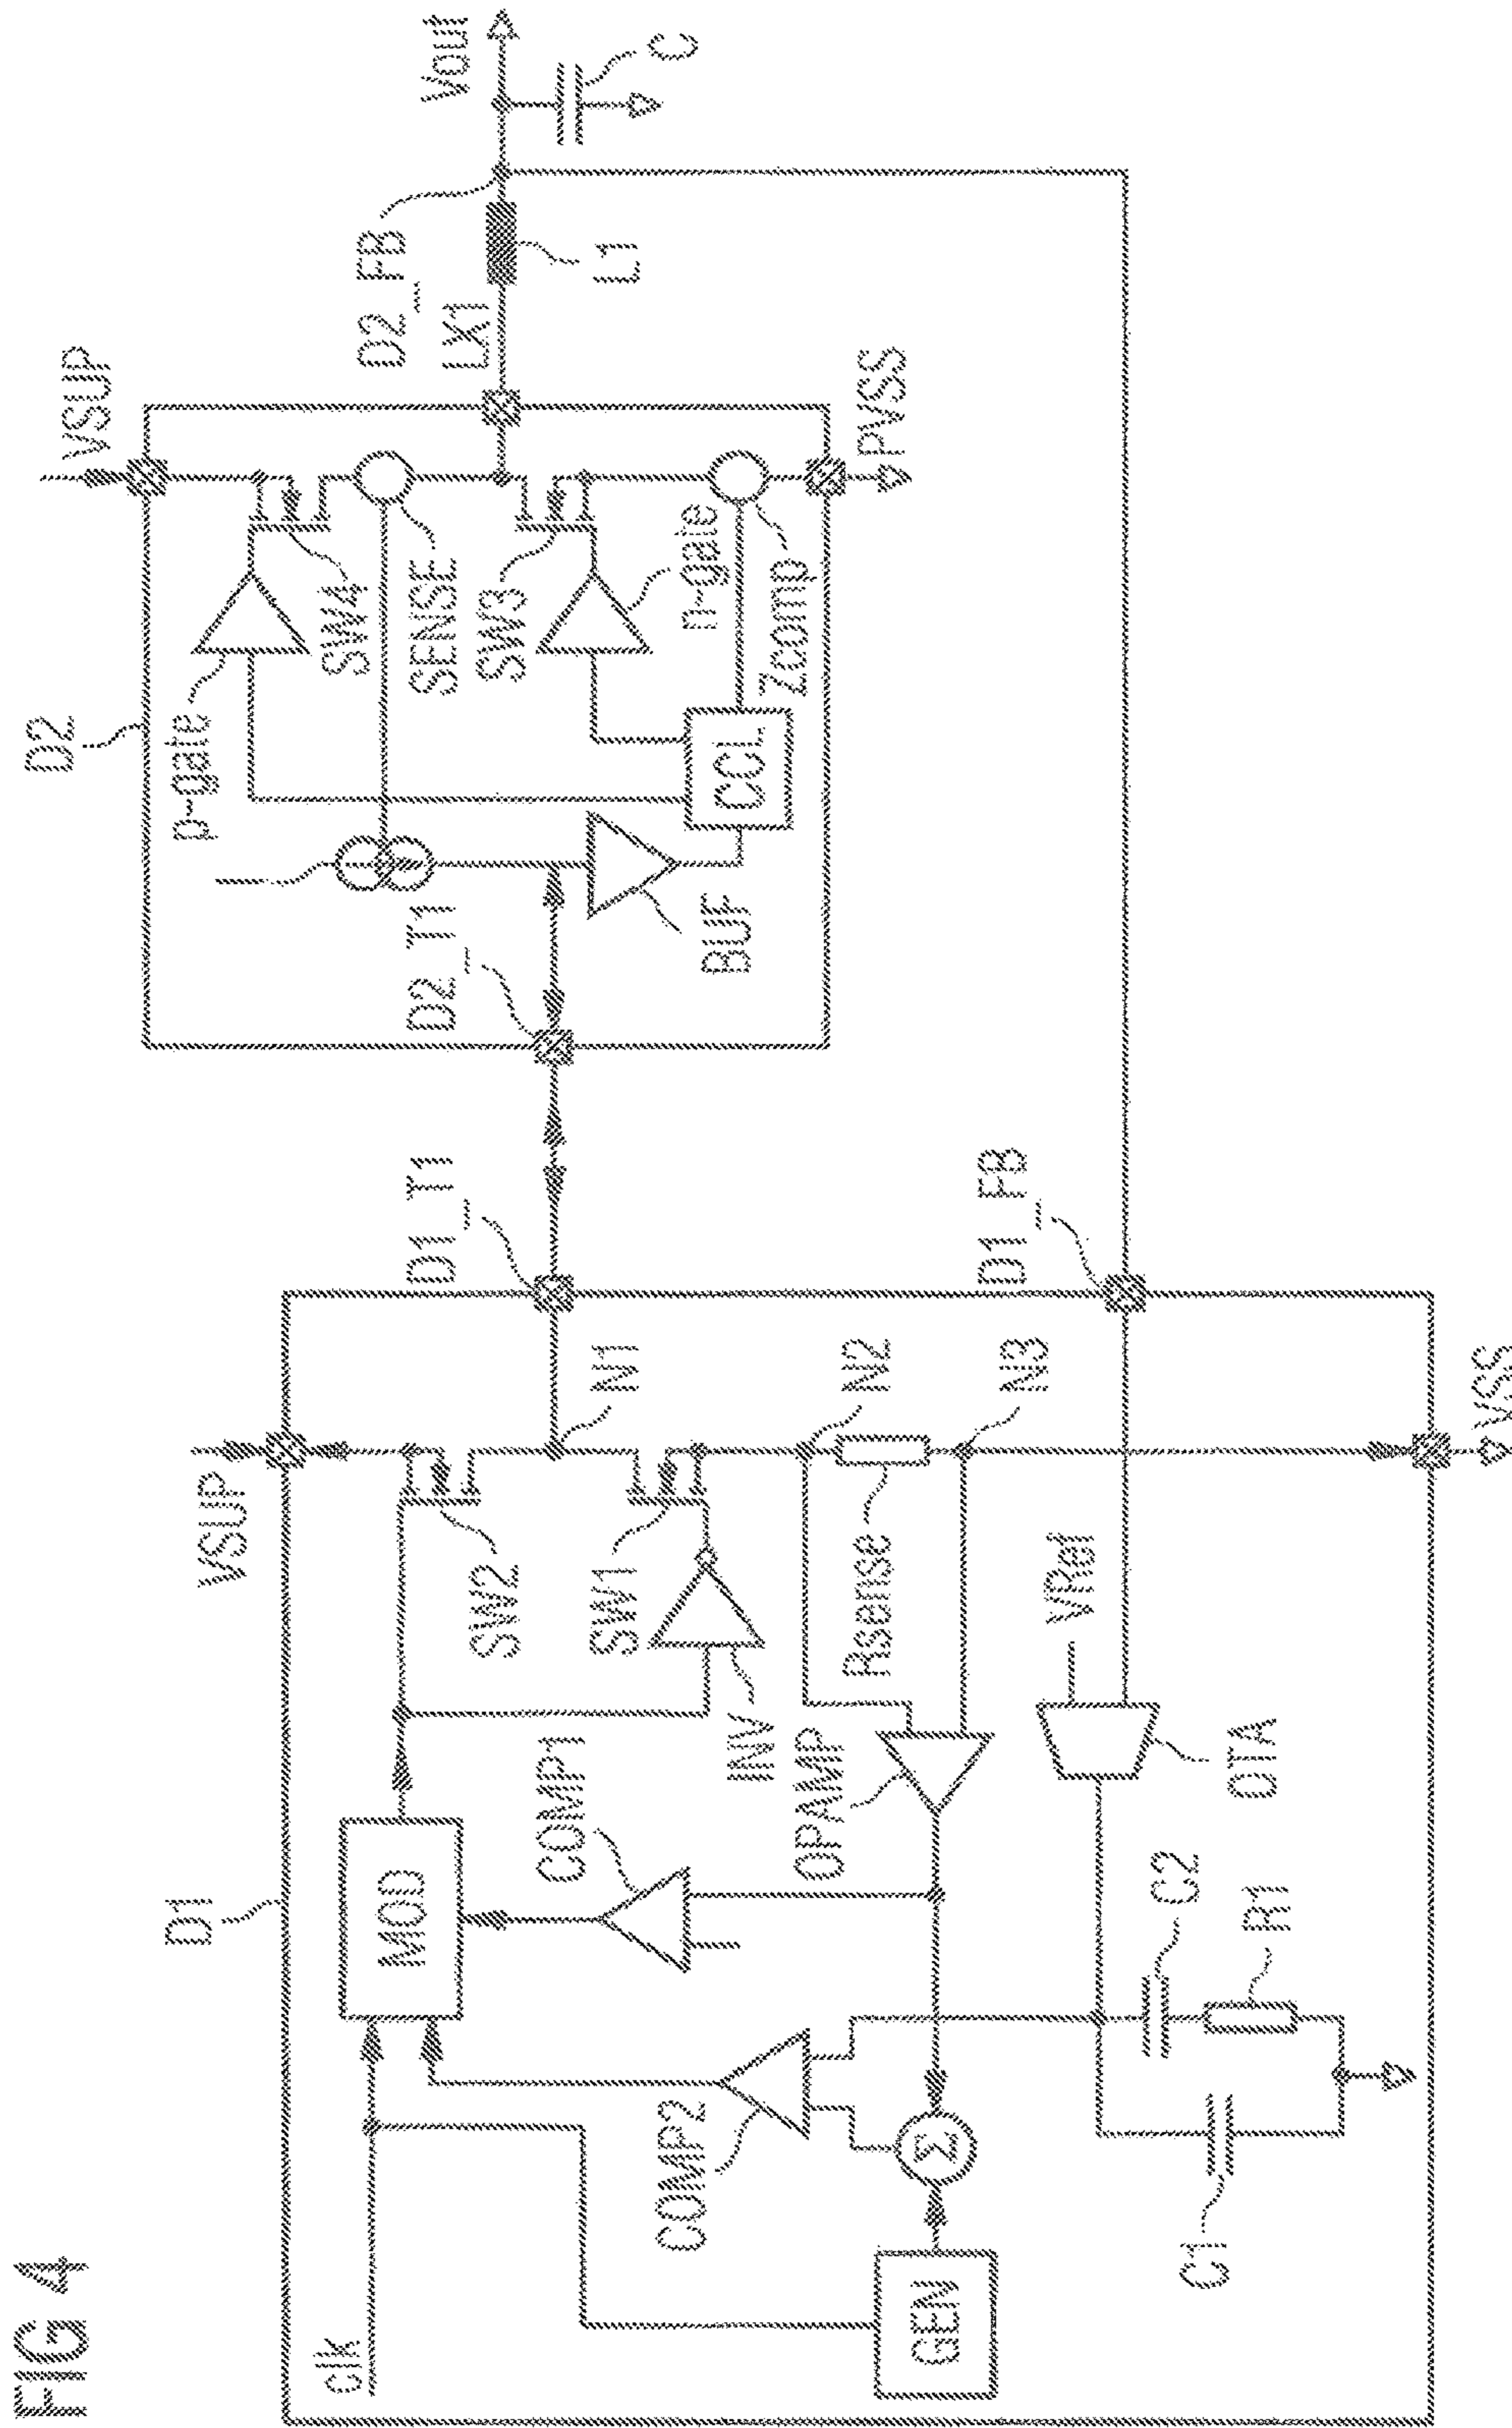 FIG 4
D1
VSUP
clk
MOD
SW2
D1_T1
N1
SW1
COMP1
INV
COMP2
OPAMP
Rsense
N2
GEN
Σ
N3
D1_FB
VRef
C2
OTA
C1
R1
VSS
D2
VSUP
p-gate
SW4
D2_FB
Vout
D2_T1
SENSE
LX1
SW3
L1
C
n-gate
BUF
CCL
Zcomp
PVSS